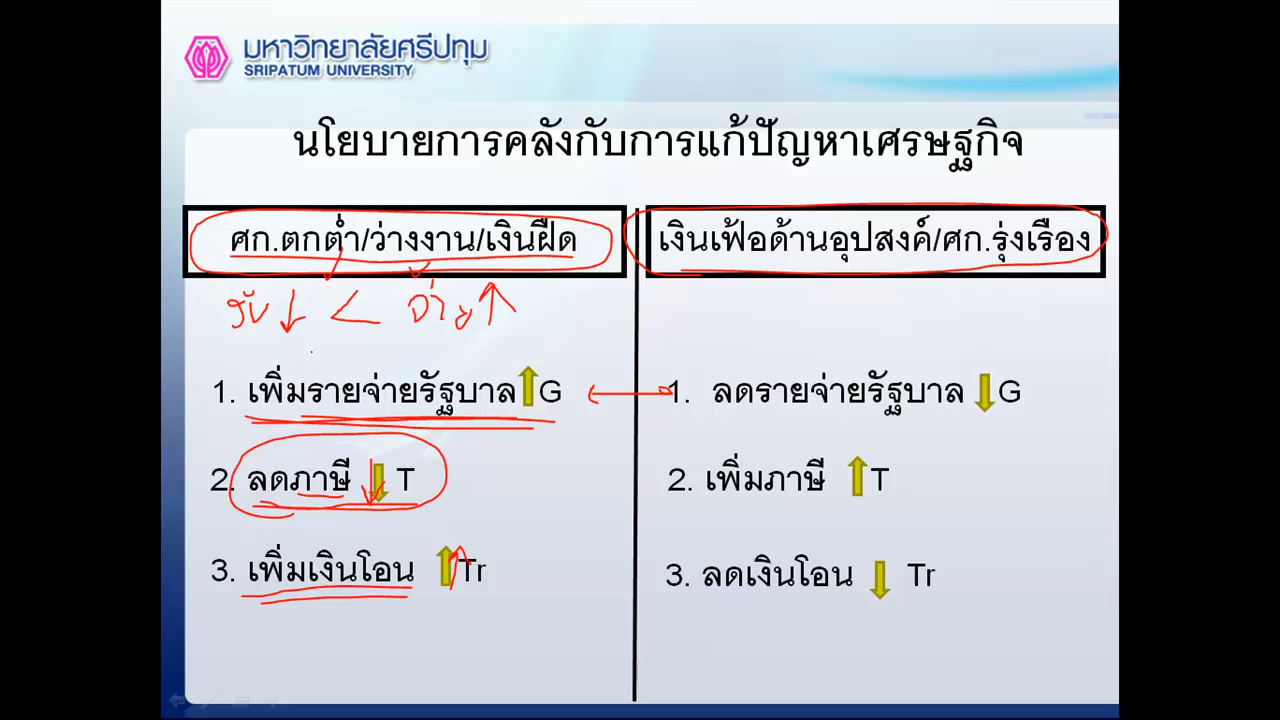 มหาวิทยาลัยศรีปทุม
SRIPATUM UNIVERSITY
นโยบายการคลังกับการแก้ปัญหาเศรษฐกิจ
ศก.ตกต่ำ/ว่างงาน/เงินฝืด
รับ ↓ < จ่าย ↑
1. เพิ่มรายจ่ายรัฐบาล ↑ G
2. ลดภาษี ↓ T
3. เพิ่มเงินโอน ↑ Tr
เงินเฟ้อด้านอุปสงค์/ศก.รุ่งเรือง
1. ลดรายจ่ายรัฐบาล ↓ G
2. เพิ่มภาษี ↑ T
3. ลดเงินโอน ↓ Tr